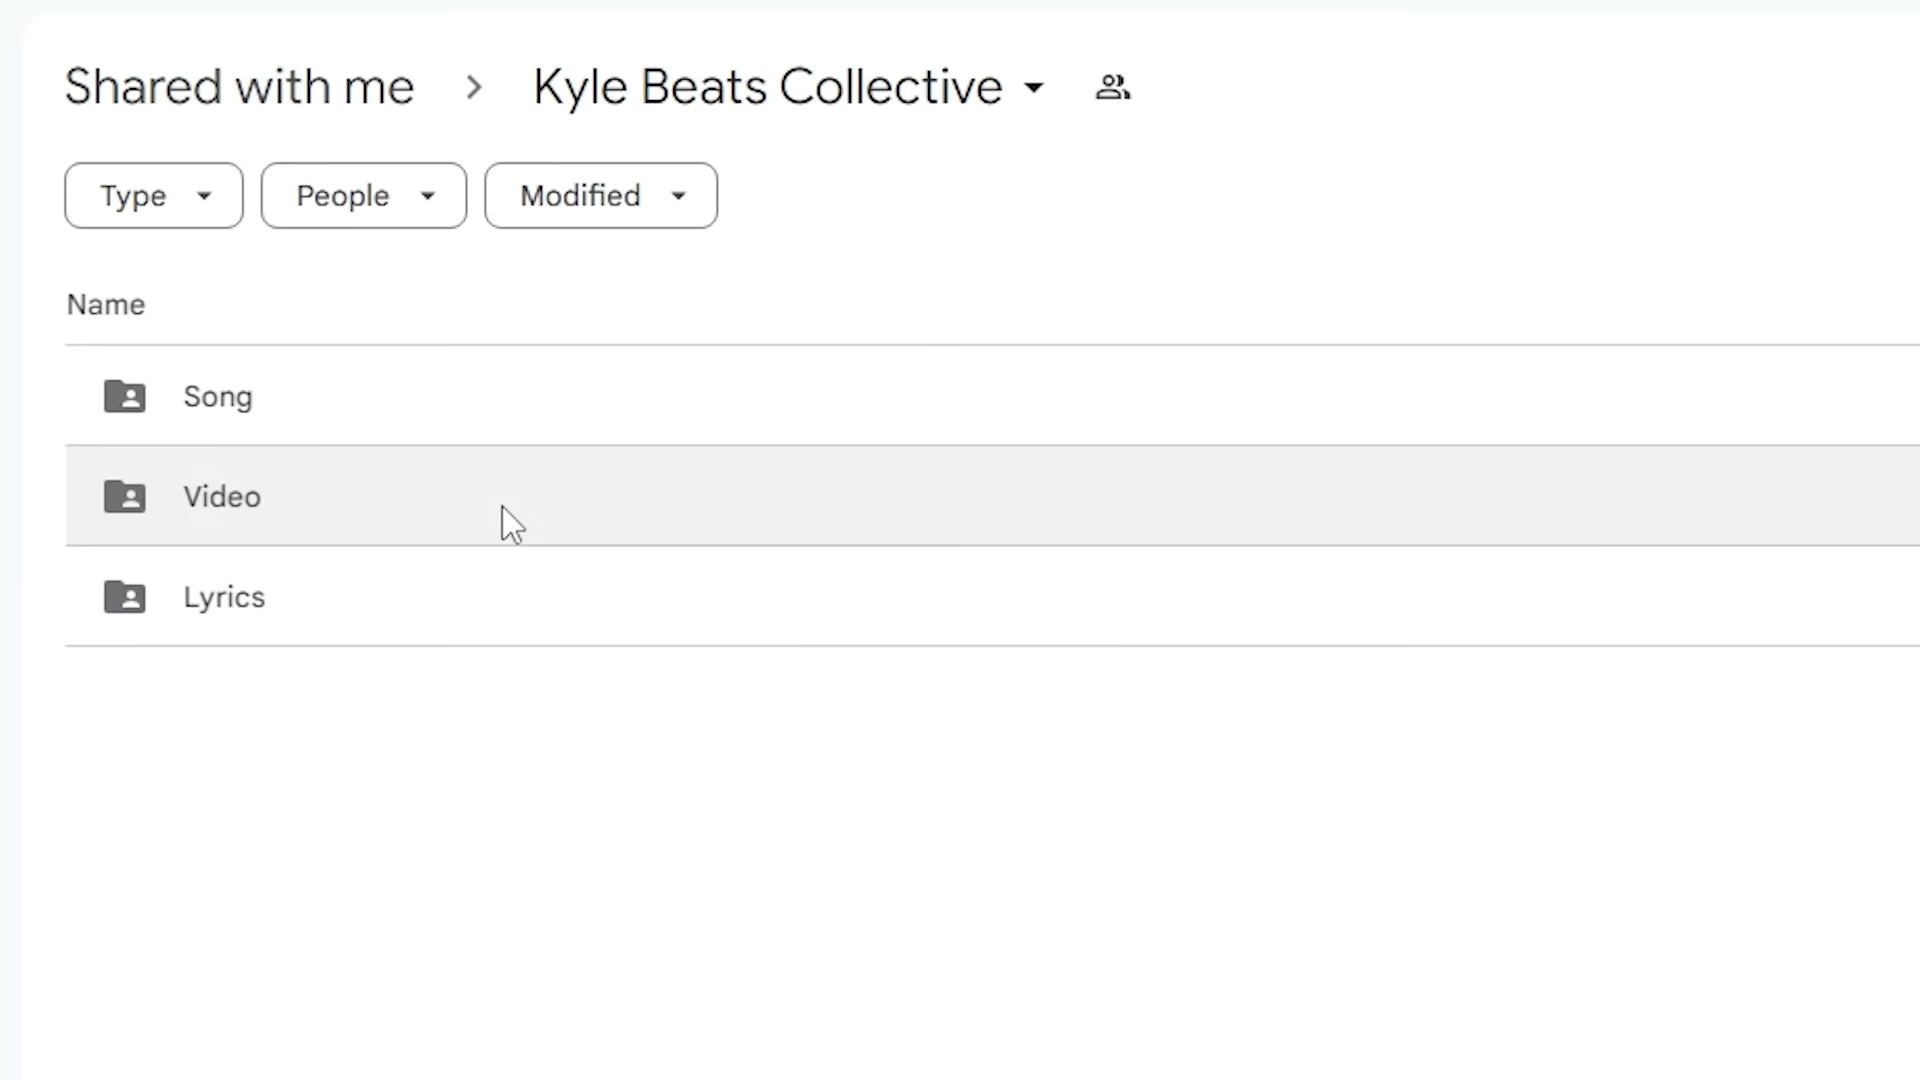 Shared with me > Kyle Beats Collective
Type People Modified
Name
Song
Video
Lyrics